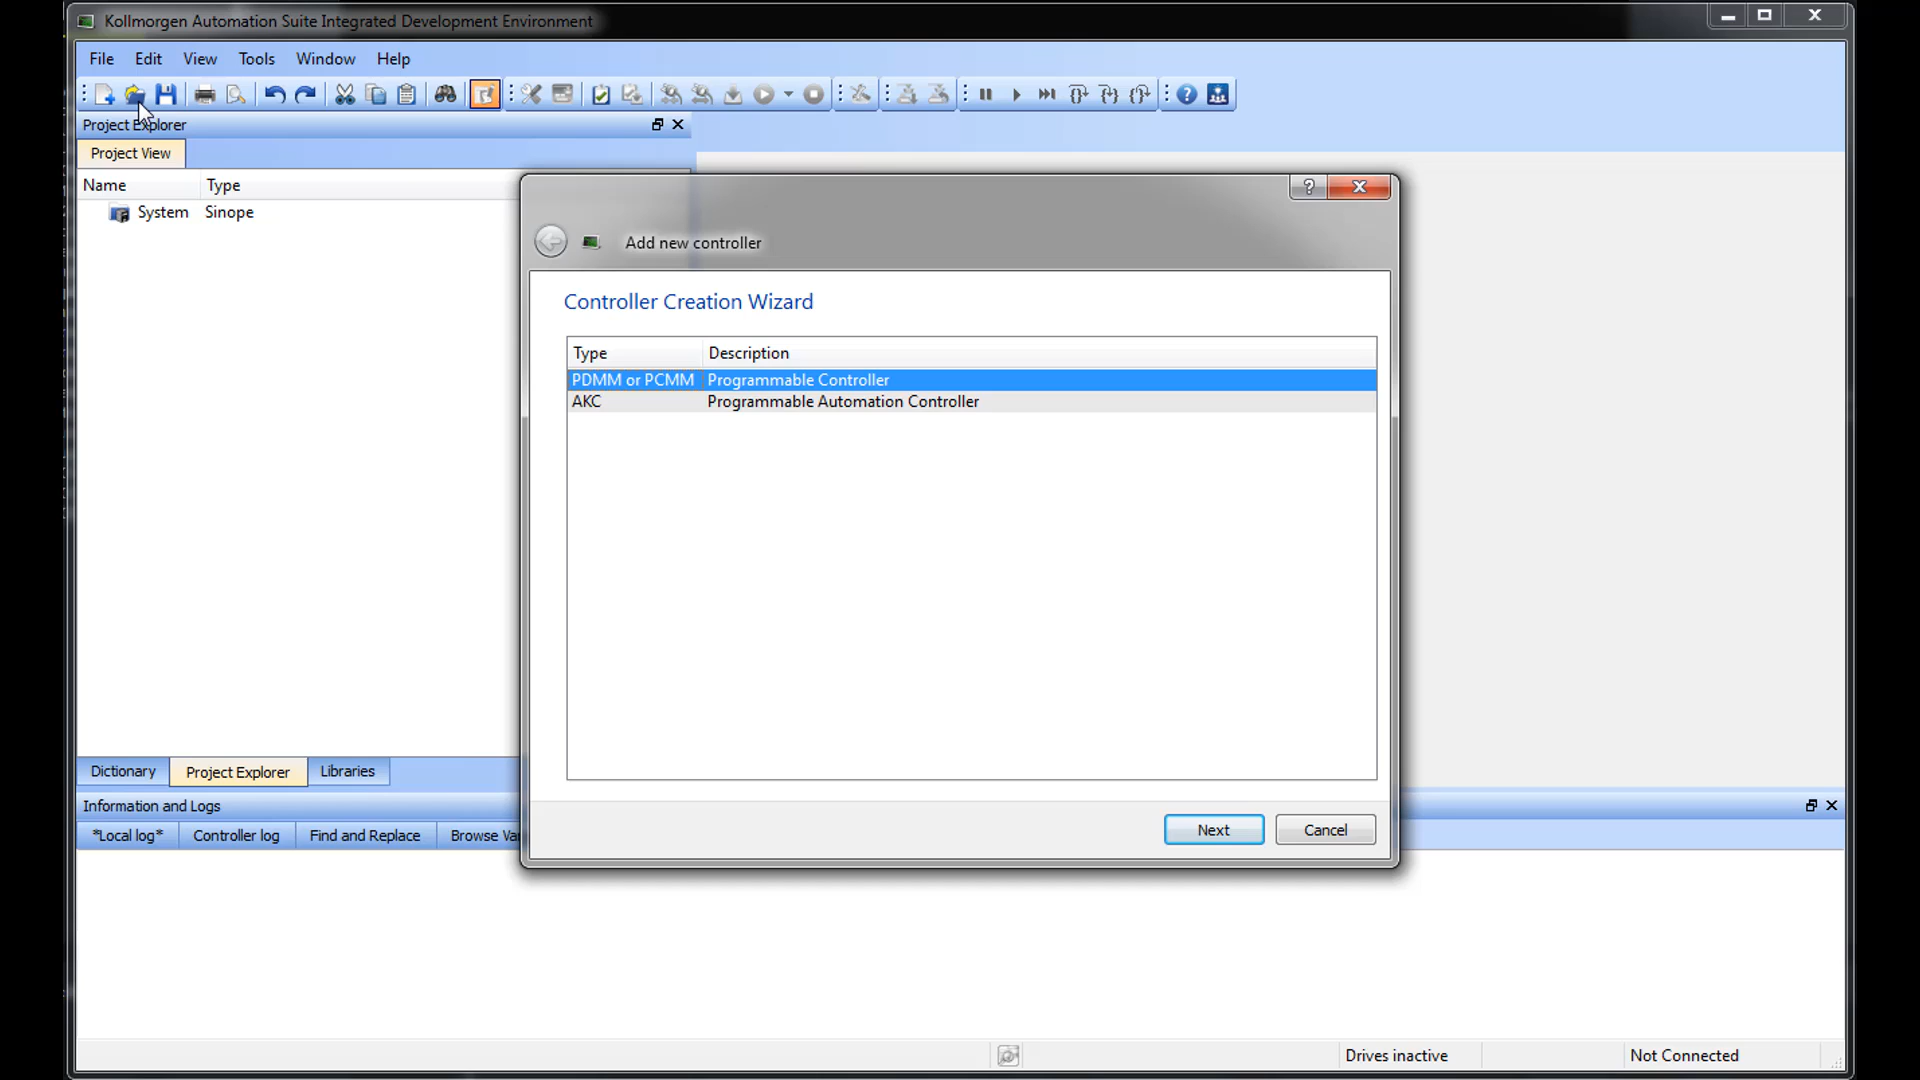 Kollmorgen Automation Suite Integrated Development Environment
File Edit View Tools Window Help
Project Explorer
Project View
Name Type
System Sinope
Add new controller
Controller Creation Wizard
Type Description
PDMM or PCMM Programmable Controller
AKC Programmable Automation Controller
Next Cancel
Dictionary Project Explorer Libraries
Information and Logs
*Local log* Controller log Find and Replace Browse
Drives inactive Not Connected